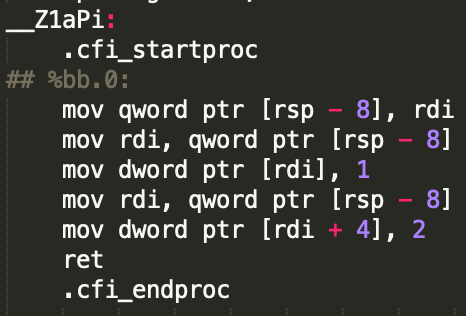 __Z1aPi:
.cfi_startproc
## %bb.0:
mov qword ptr [rsp - 8], rdi
mov rdi, qword ptr [rsp - 8]
mov dword ptr [rdi], 1
mov rdi, qword ptr [rsp - 8]
mov dword ptr [rdi + 4], 2
ret
.cfi_endproc